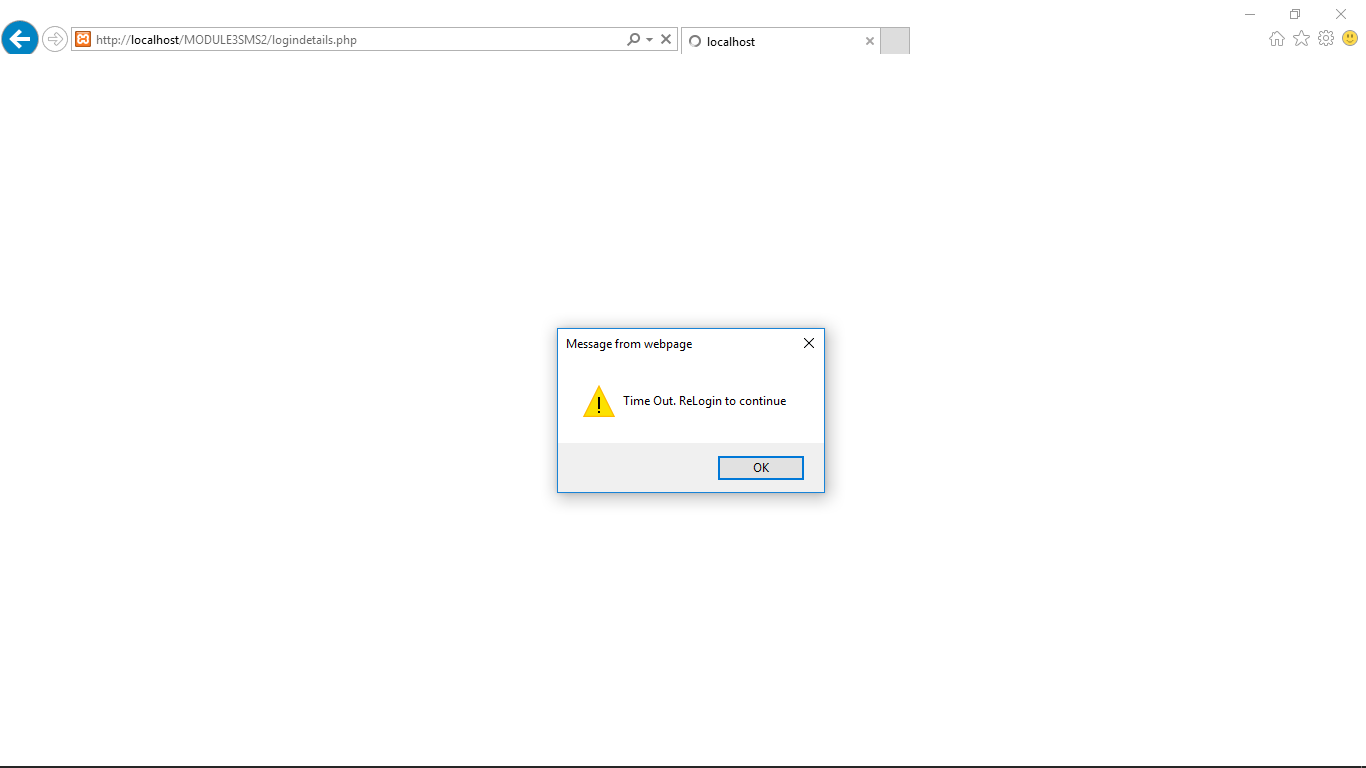 http://localhost/MODULE3SMS2/logindetails.php
localhost
Message from webpage
Time Out. ReLogin to continue
OK